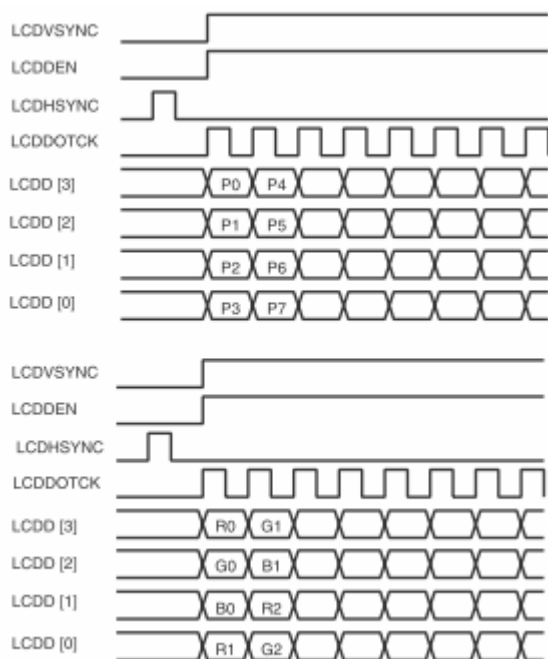 LCDVSYNC
LCDDEN
LCDHSYNC
LCDDOTCK
LCDD [3] P0 P4
LCDD [2] P1 P5
LCDD [1] P2 P6
LCDD [0] P3 P7
LCDVSYNC
LCDDEN
LCDHSYNC
LCDDOTCK
LCDD [3] R0 G1
LCDD [2] G0 B1
LCDD [1] B0 R2
LCDD [0] R1 G2